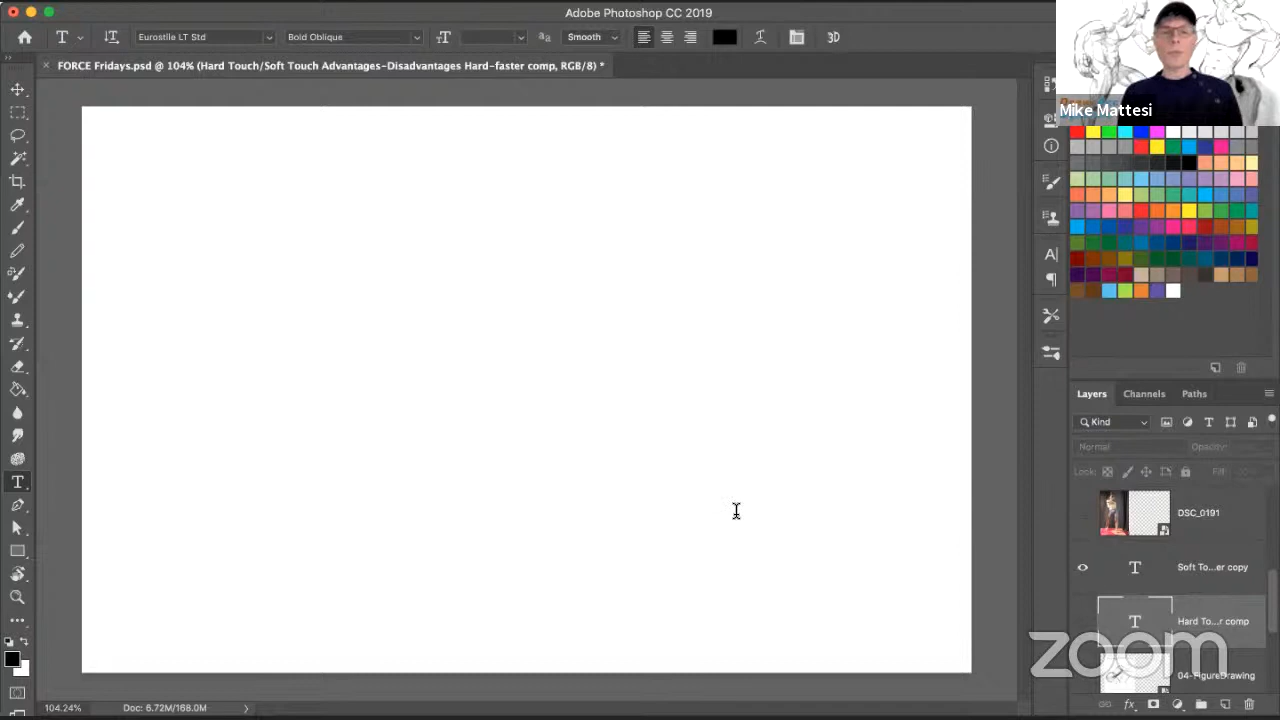 Adobe Photoshop CC 2019
T Eurostile LT Std Bold Oblique Smooth 3D
× FORCE Fridays.psd @ 104% (Hard Touch/Soft Touch Advantages-Disadvantages Hard-faster comp, RGB/8) *
Mike Mattesi
Layers Channels Paths
Kind
Normal Opacity:
Lock: Fill:
DSC_0191
T Soft To...er copy
T Hard To...r comp
zoom
04-FigureDrawing
fx
104.24% Doc: 6.72M/168.0M